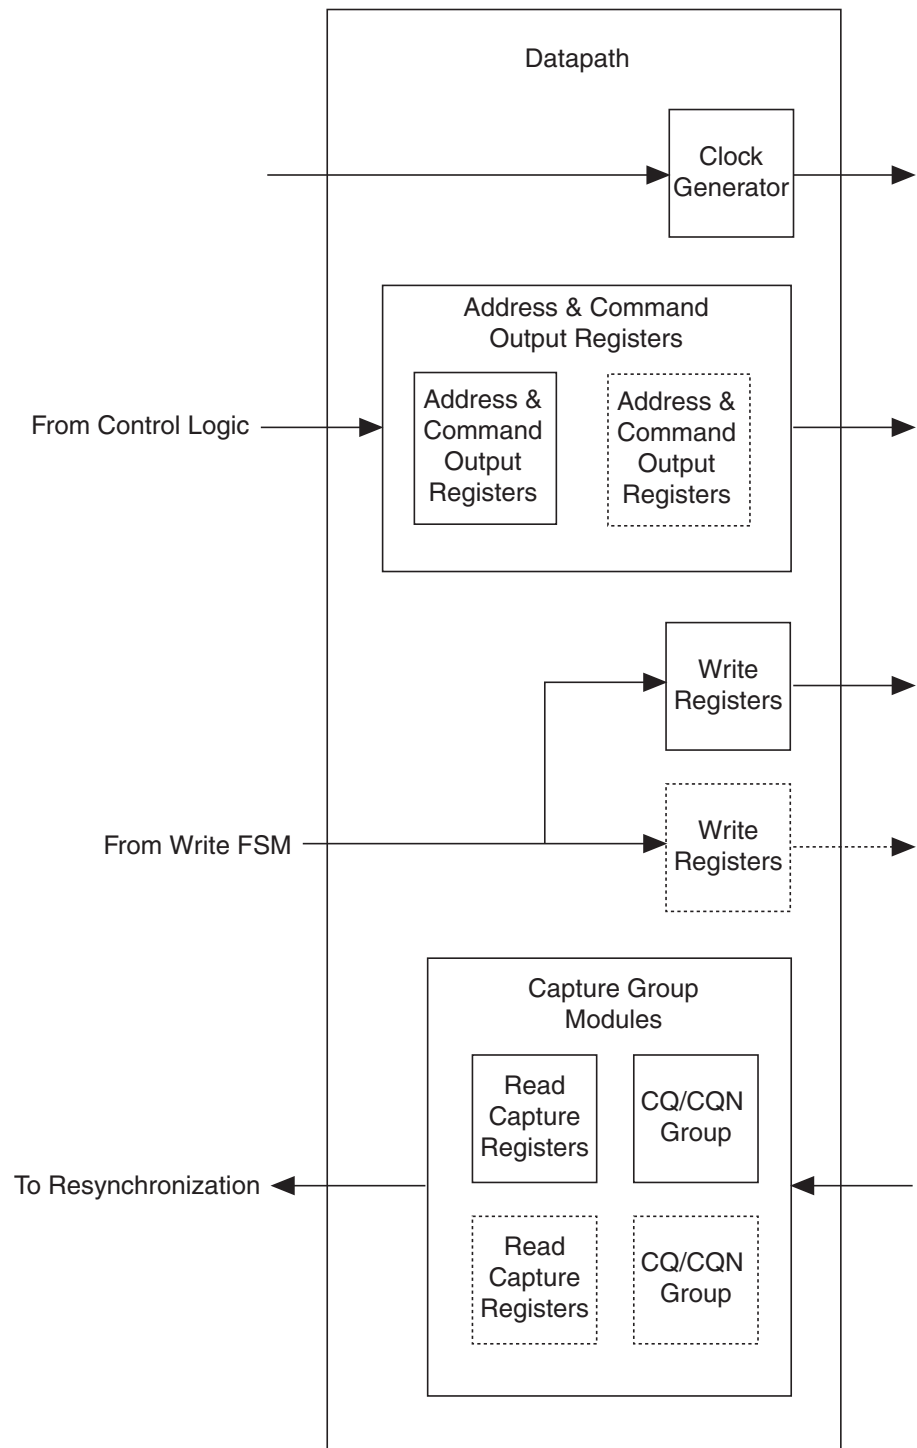 Datapath
Clock
Generator
Address & Command
Output Registers
Address &
Command
Output
Registers
Address &
Command
Output
Registers
From Control Logic
Write
Registers
From Write FSM
Write
Registers
Capture Group
Modules
Read
Capture
Registers
CQ/CQN
Group
To Resynchronization
Read
Capture
Registers
CQ/CQN
Group